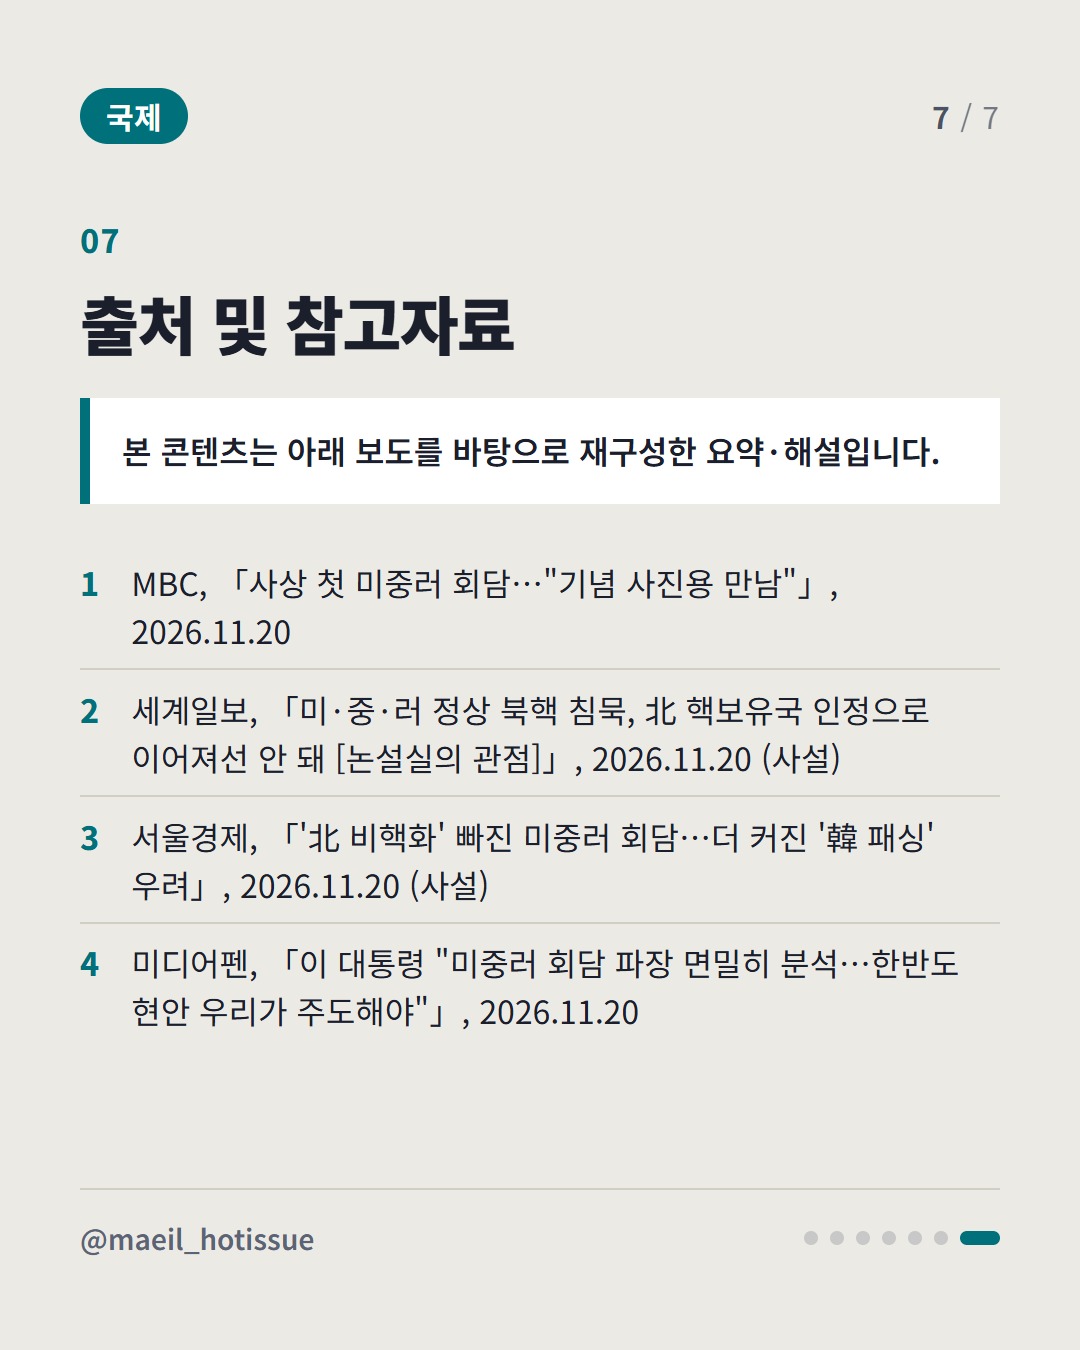 국제
7 / 7
07
출처 및 참고자료
본 콘텐츠는 아래 보도를 바탕으로 재구성한 요약·해설입니다.
1 MBC, 「사상 첫 미중러 회담…"기념 사진용 만남"」,
2026.11.20
2 세계일보, 「미·중·러 정상 북핵 침묵, 北 핵보유국 인정으로
이어져선 안 돼 [논설실의 관점]」, 2026.11.20 (사설)
3 서울경제, 「'北 비핵화' 빠진 미중러 회담…더 커진 '韓 패싱'
우려」, 2026.11.20 (사설)
4 미디어펜, 「이 대통령 "미중러 회담 파장 면밀히 분석…한반도
현안 우리가 주도해야"」, 2026.11.20
@maeil_hotissue